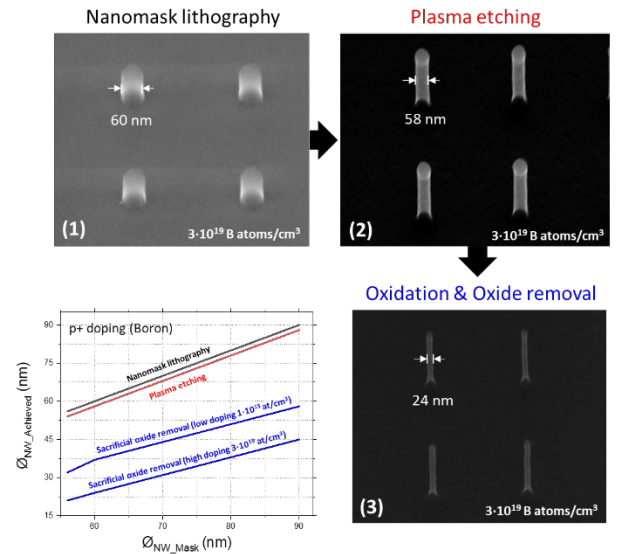 Nanomask lithography
60 nm
(1)
3·10¹⁹ B atoms/cm³
Plasma etching
58 nm
(2)
3·10¹⁹ B atoms/cm³
Oxidation & Oxide removal
24 nm
(3)
3·10¹⁹ B atoms/cm³
p+ doping (Boron)
Nanomask lithography
Plasma etching
Sacrificial oxide removal (low doping 1·10¹⁵ at/cm³)
Sacrificial oxide removal (high doping 3·10¹⁹ at/cm³)
Ø_NW_Achieved (nm)
90
75
60
45
30
15
60
70
80
90
Ø_NW_Mask (nm)